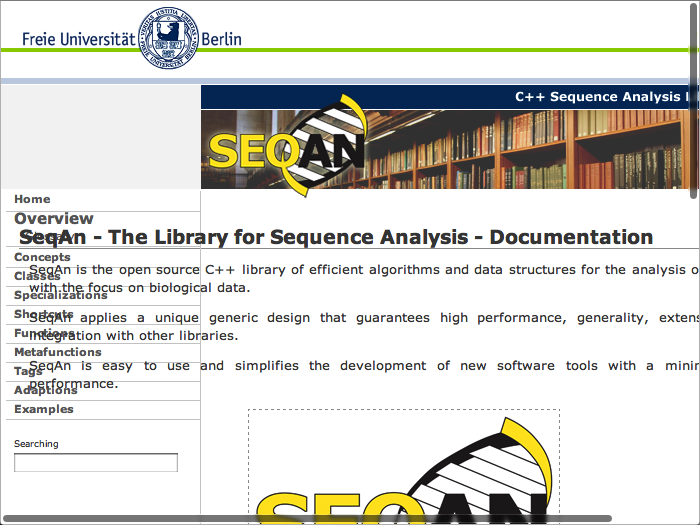 Freie Universität Berlin
C++ Sequence Analysis
SEQAN
Home
Overview
SeqAn - The Library for Sequence Analysis - Documentation
Concepts
SeqAn is the open source C++ library of efficient algorithms and data structures for the analysis
Classes
with the focus on biological data.
Specializations
Shortcuts
SeqAn applies a unique generic design that guarantees high performance, generality,
Functions
integration with other libraries.
Metafunctions
SeqAn is easy to use and simplifies the development of new software tools with a
Tags
performance.
Adaptions
Examples
Searching
SEQAN